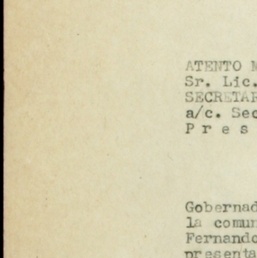 ATENTO
Sr. Lic.
SECRETAR
a/c. Sec
P r e s
Gobernad
la comun
Fernando
presenta